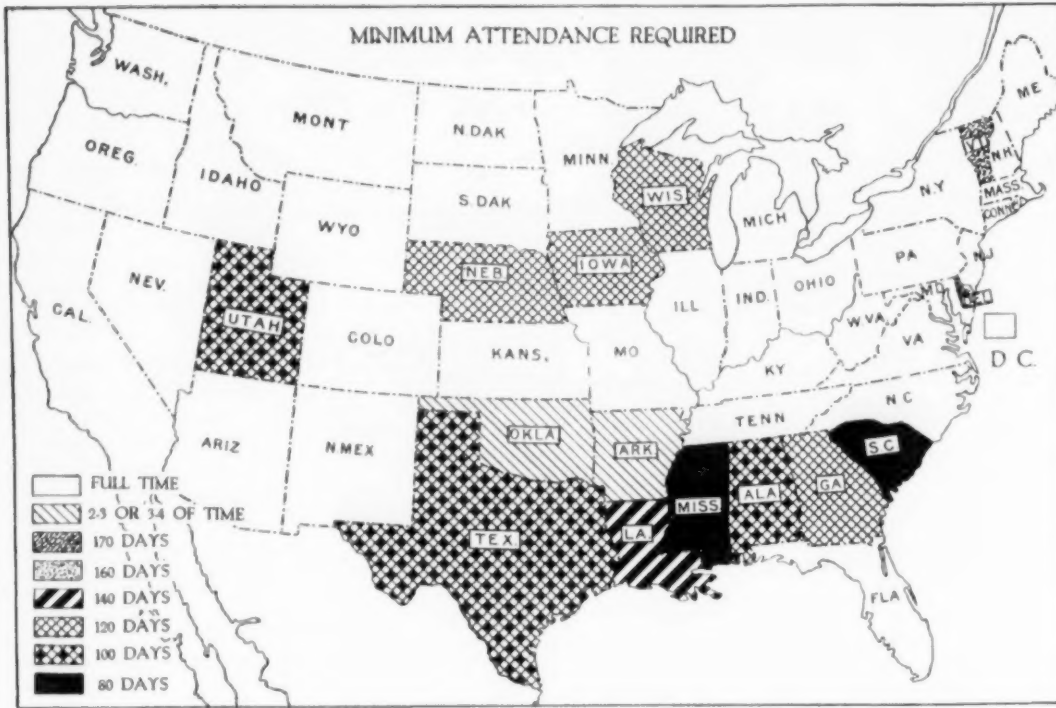 MINIMUM ATTENDANCE REQUIRED
WASH.
OREG.
CAL.
NEV.
IDAHO
MONT
WYO
UTAH
ARIZ
COLO
N.MEX
N.DAK
S.DAK
NEB
KANS.
OKLA
TEX
MINN.
IOWA
MO
ARK
LA
WIS
ILL
MICH
IND.
OHIO
KY
TENN
MISS
ALA
GA
FLA
S C
N C
VA
W.VA
MD
DEL
D C.
PA
N.J
N.Y
CONN
MASS
VT
N.H
ME
FULL TIME
2-3 OR 3-4 OF TIME
170 DAYS
160 DAYS
140 DAYS
120 DAYS
100 DAYS
80 DAYS